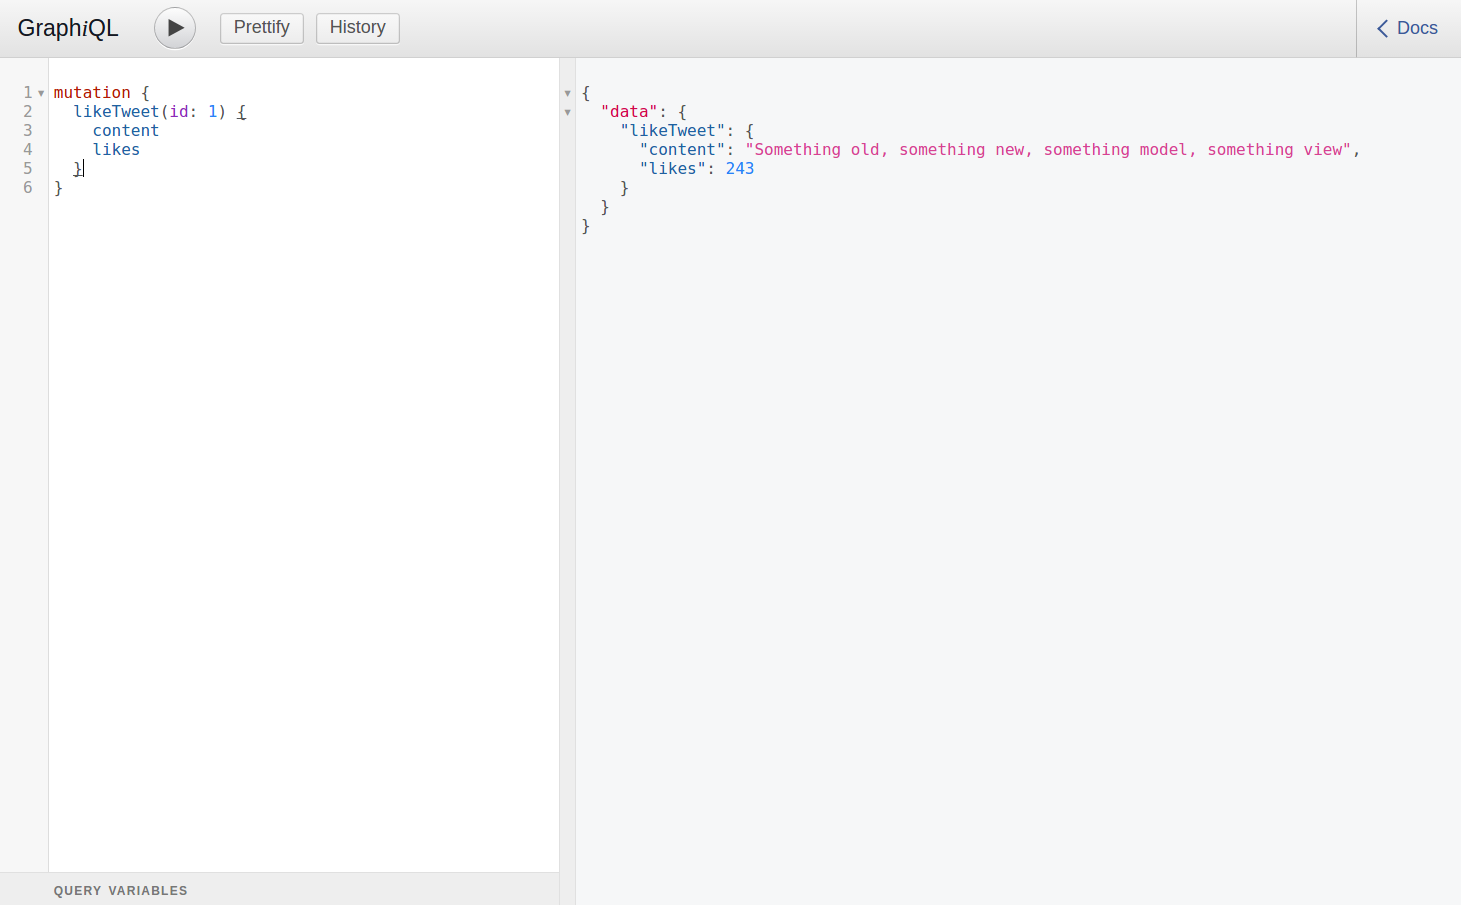 GraphiQL
Prettify
History
Docs
1 mutation {
2   likeTweet(id: 1) {
3     content
4     likes
5   }
6 }
{
  "data": {
    "likeTweet": {
      "content": "Something old, something new, something model, something view",
      "likes": 243
    }
  }
}
QUERY VARIABLES